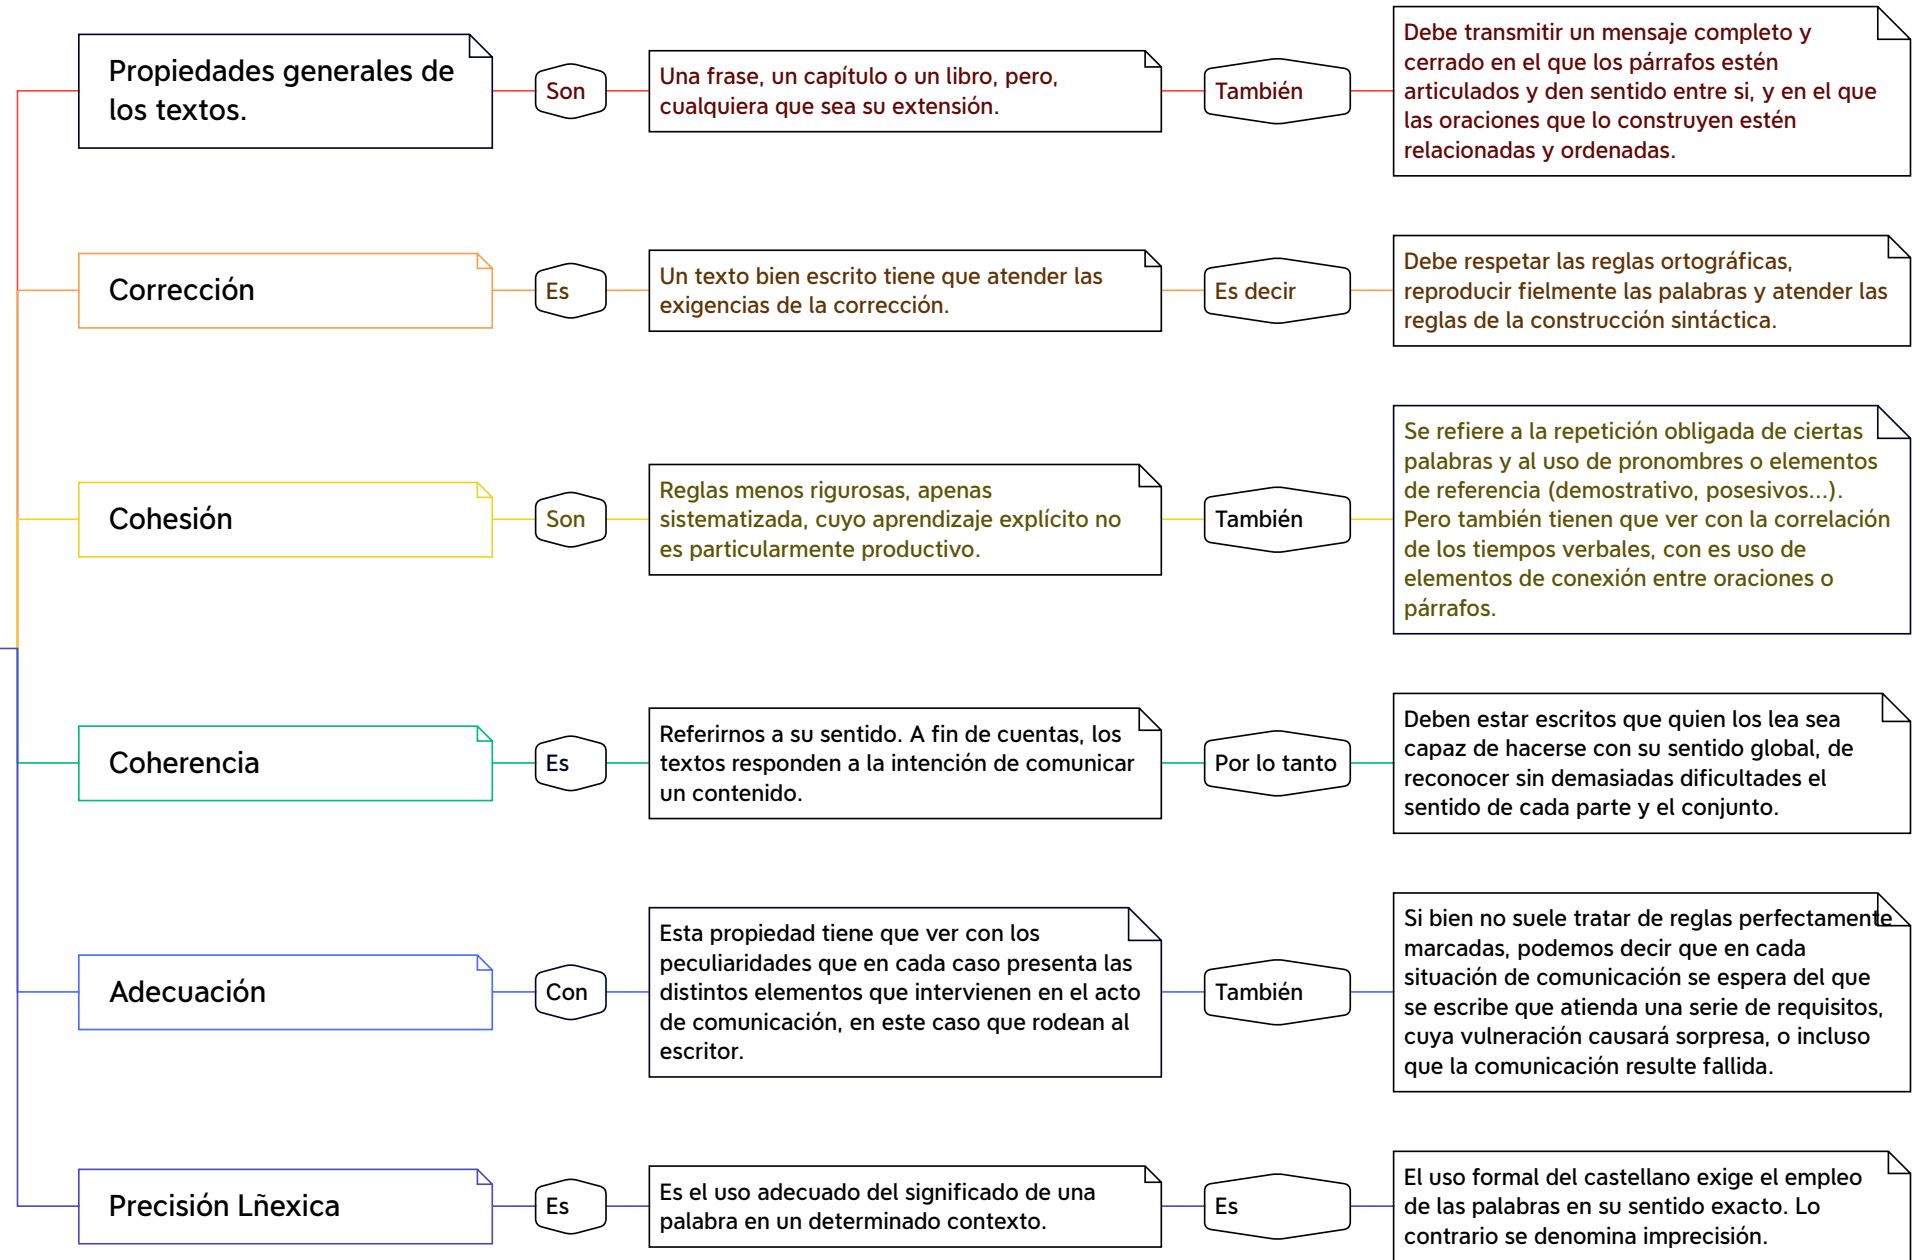 Propiedades generales de
los textos.
Son
Una frase, un capítulo o un libro, pero,
cualquiera que sea su extensión.
También
Debe transmitir un mensaje completo y
cerrado en el que los párrafos estén
articulados y den sentido entre si, y en el que
las oraciones que lo construyen estén
relacionadas y ordenadas.
Corrección
Es
Un texto bien escrito tiene que atender las
exigencias de la corrección.
Es decir
Debe respetar las reglas ortográficas,
reproducir fielmente las palabras y atender las
reglas de la construcción sintáctica.
Cohesión
Son
Reglas menos rigurosas, apenas
sistematizada, cuyo aprendizaje explícito no
es particularmente productivo.
También
Se refiere a la repetición obligada de ciertas
palabras y al uso de pronombres o elementos
de referencia (demostrativo, posesivos...).
Pero también tienen que ver con la correlación
de los tiempos verbales, con es uso de
elementos de conexión entre oraciones o
párrafos.
Coherencia
Es
Referirnos a su sentido. A fin de cuentas, los
textos responden a la intención de comunicar
un contenido.
Por lo tanto
Deben estar escritos que quien los lea sea
capaz de hacerse con su sentido global, de
reconocer sin demasiadas dificultades el
sentido de cada parte y el conjunto.
Adecuación
Con
Esta propiedad tiene que ver con los
peculiaridades que en cada caso presenta las
distintos elementos que intervienen en el acto
de comunicación, en este caso que rodean al
escritor.
También
Si bien no suele tratar de reglas perfectamente
marcadas, podemos decir que en cada
situación de comunicación se espera del que
se escribe que atienda una serie de requisitos,
cuya vulneración causará sorpresa, o incluso
que la comunicación resulte fallida.
Precisión Lñexica
Es
Es el uso adecuado del significado de una
palabra en un determinado contexto.
Es
El uso formal del castellano exige el empleo
de las palabras en su sentido exacto. Lo
contrario se denomina imprecisión.